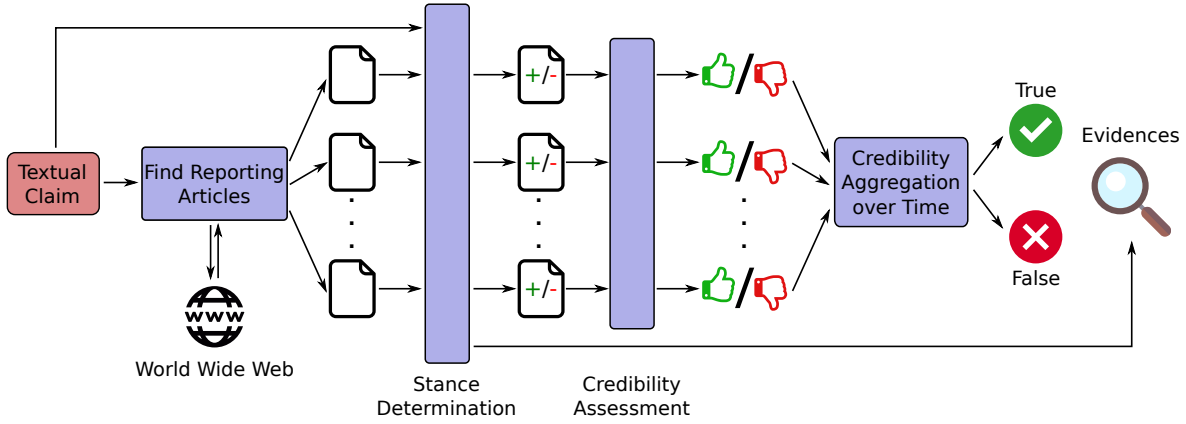 Textual
Claim
Find Reporting
Articles
WWW
World Wide Web
+/-
+/-
+/-
Stance
Determination
Credibility
Assessment
/
/
/
Credibility
Aggregation
over Time
True
False
Evidences